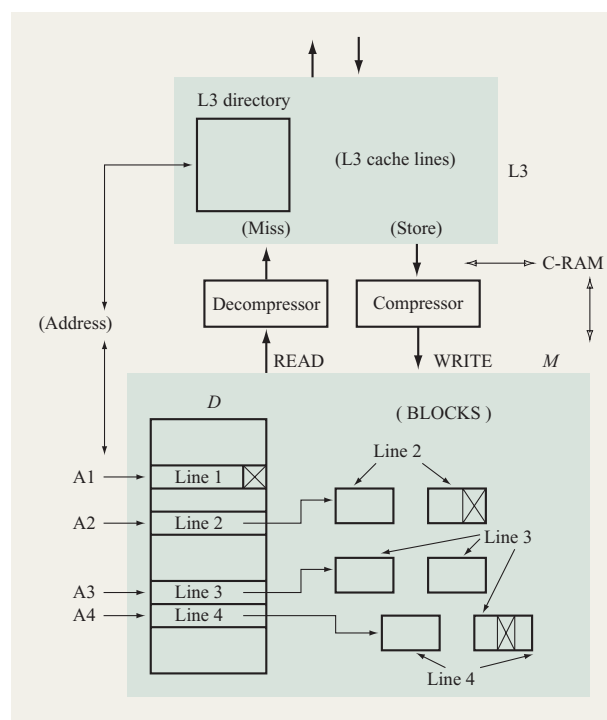 L3 directory
(L3 cache lines)
L3
(Miss)
(Store)
C-RAM
Decompressor
Compressor
(Address)
READ
WRITE
M
D
( BLOCKS )
Line 2
A1
Line 1
A2
Line 2
Line 3
A3
Line 3
A4
Line 4
Line 4